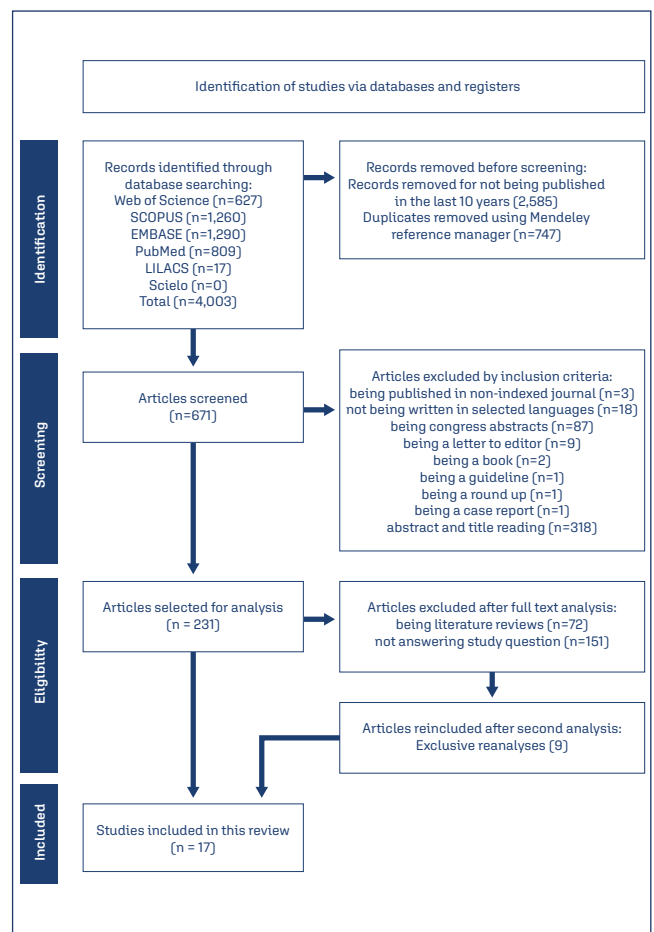 Identification of studies via databases and registers
Identification
Records identified through
database searching:
Web of Science (n=627)
SCOPUS (n=1,260)
EMBASE (n=1,290)
PubMed (n=809)
LILACS (n=17)
Scielo (n=0)
Total (n=4,003)
Records removed before screening:
Records removed for not being published
in the last 10 years (2,585)
Duplicates removed using Mendeley
reference manager (n=747)
Screening
Articles screened
(n=671)
Articles excluded by inclusion criteria:
being published in non-indexed journal (n=3)
not being written in selected languages (n=18)
being congress abstracts (n=87)
being a letter to editor (n=9)
being a book (n=2)
being a guideline (n=1)
being a round up (n=1)
being a case report (n=1)
abstract and title reading (n=318)
Eligibility
Articles selected for analysis
(n = 231)
Articles excluded after full text analysis:
being literature reviews (n=72)
not answering study question (n=151)
Articles reincluded after second analysis:
Exclusive reanalyses (9)
Included
Studies included in this review
(n = 17)